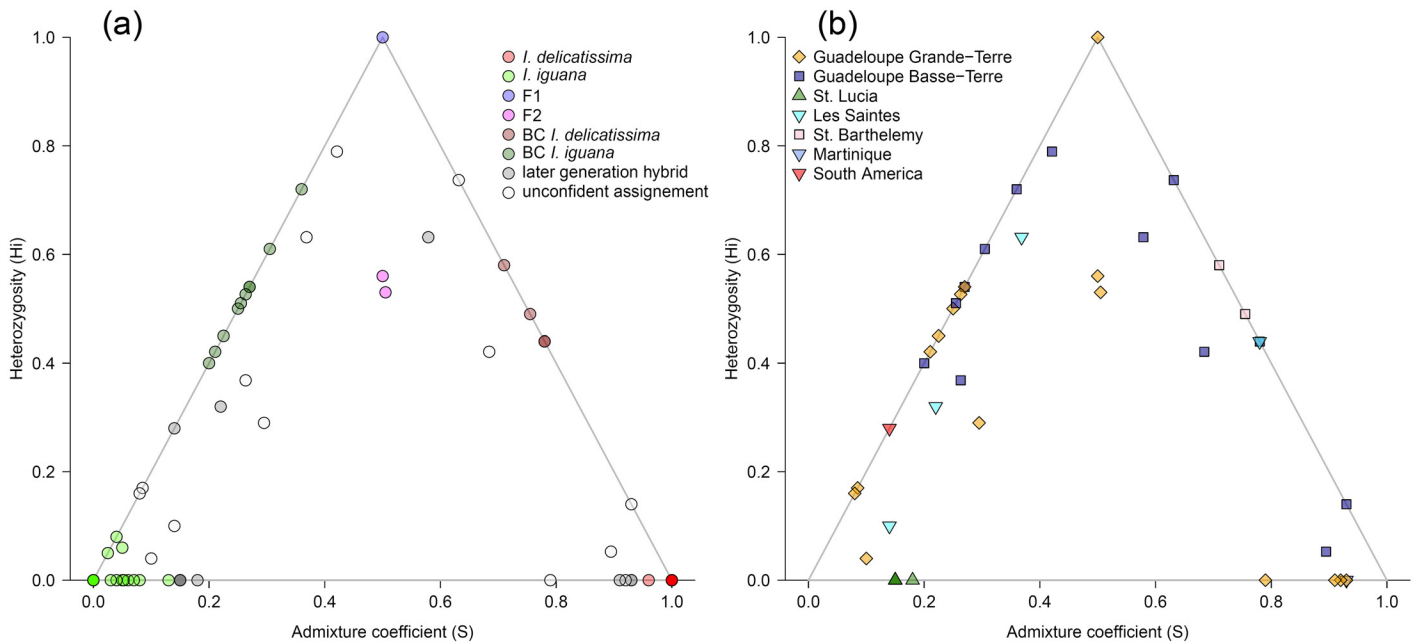 (a)
I. delicatissima
I. iguana
F1
F2
BC I. delicatissima
BC I. iguana
later generation hybrid
unconfident assignement
1.0
0.8
0.6
0.4
0.2
0.0
Heterozygosity (Hi)
0.0 0.2 0.4 0.6 0.8 1.0
Admixture coefficient (S)
(b)
Guadeloupe Grande−Terre
Guadeloupe Basse−Terre
St. Lucia
Les Saintes
St. Barthelemy
Martinique
South America
1.0
0.8
0.6
0.4
0.2
0.0
Heterozygosity (Hi)
0.0 0.2 0.4 0.6 0.8 1.0
Admixture coefficient (S)